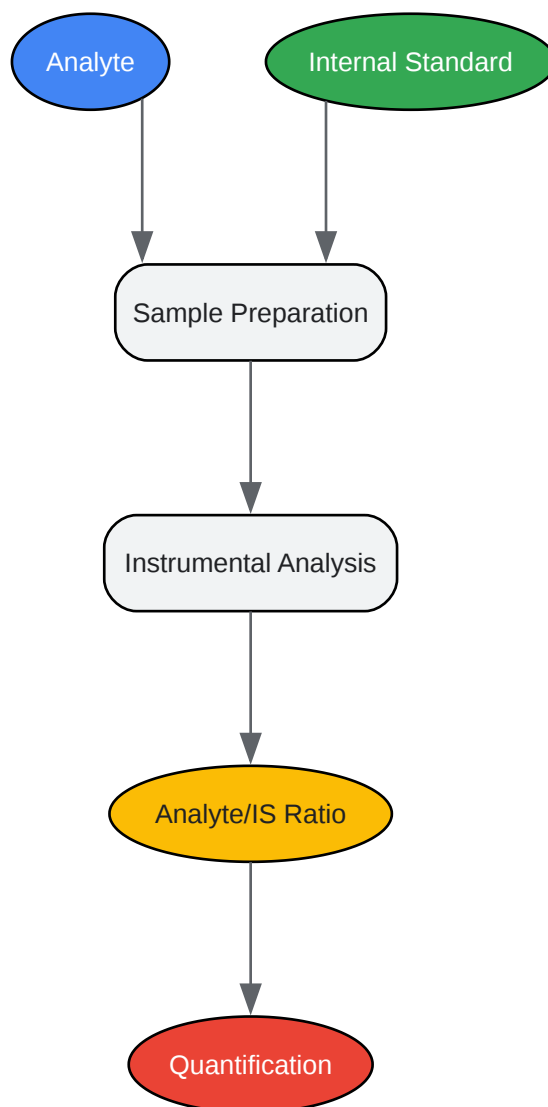 Analyte
Internal Standard
Sample Preparation
Instrumental Analysis
Analyte/IS Ratio
Quantification